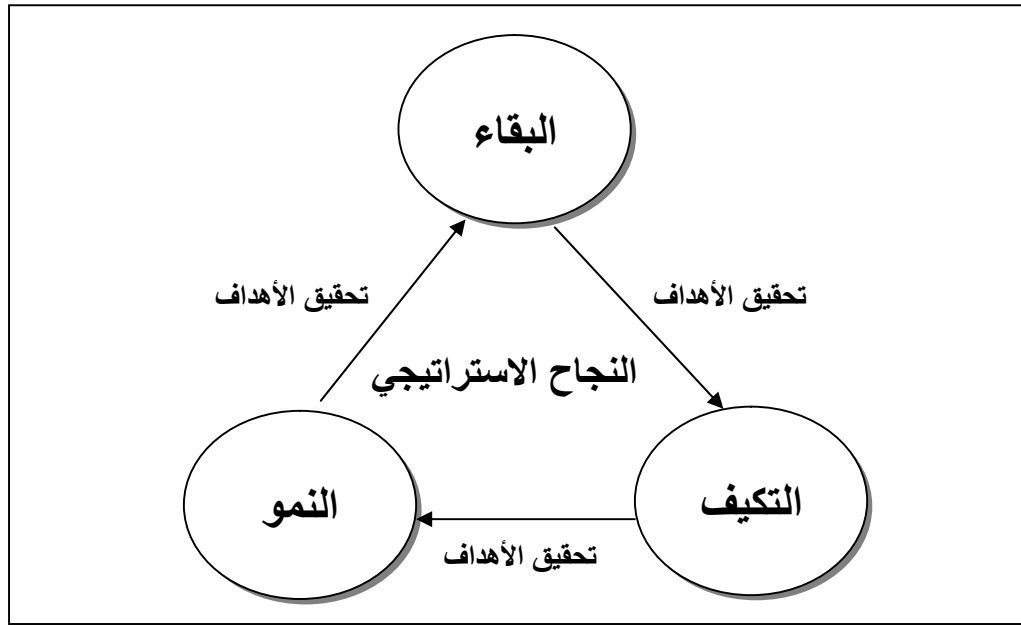 البقاء
تحقيق الأهداف
تحقيق الأهداف
النجاح الاستراتيجي
التكيف
النمو
تحقيق الأهداف